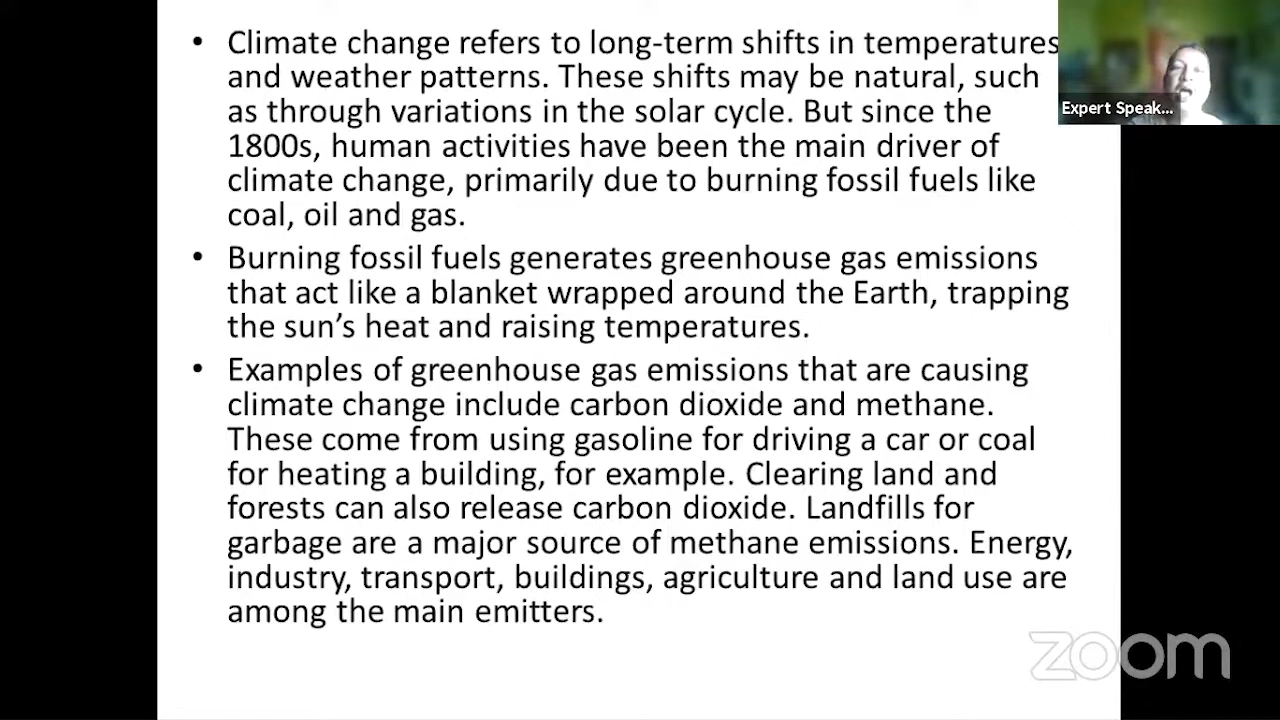 • Climate change refers to long-term shifts in temperatures
and weather patterns. These shifts may be natural, such
as through variations in the solar cycle. But since the
1800s, human activities have been the main driver of
climate change, primarily due to burning fossil fuels like
coal, oil and gas.
• Burning fossil fuels generates greenhouse gas emissions
that act like a blanket wrapped around the Earth, trapping
the sun’s heat and raising temperatures.
• Examples of greenhouse gas emissions that are causing
climate change include carbon dioxide and methane.
These come from using gasoline for driving a car or coal
for heating a building, for example. Clearing land and
forests can also release carbon dioxide. Landfills for
garbage are a major source of methane emissions. Energy,
industry, transport, buildings, agriculture and land use are
among the main emitters.
Expert Speak...
zoom